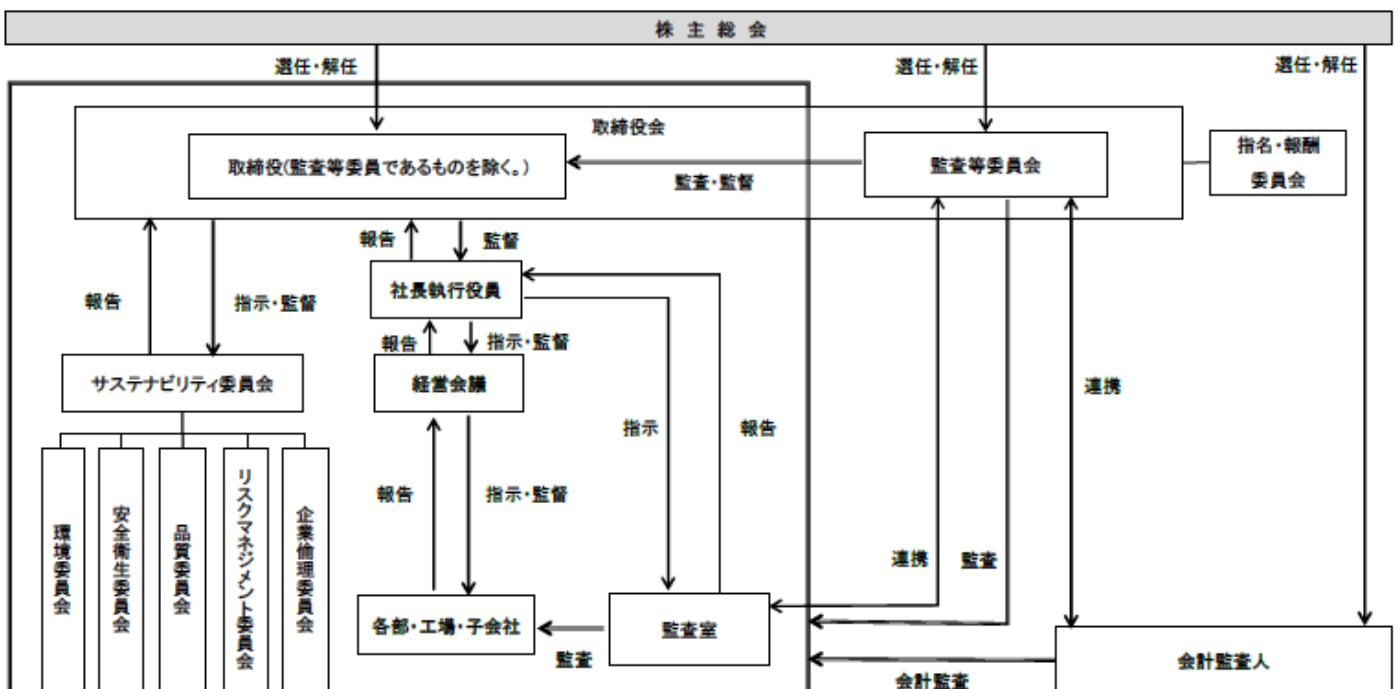 株主総会
選任・解任
選任・解任
選任・解任
取締役会
取締役(監査等委員であるものを除く。)
監査・監督
監査等委員会
指名・報酬
委員会
報告
監督
社長執行役員
報告
指示・監督
報告
指示・監督
サステナビリティ委員会
経営会議
連携
指示
報告
報告
指示・監督
環境委員会
安全衛生委員会
品質委員会
リスクマネジメント委員会
企業倫理委員会
連携
監査
各部・工場・子会社
監査室
監査
会計監査人
会計監査